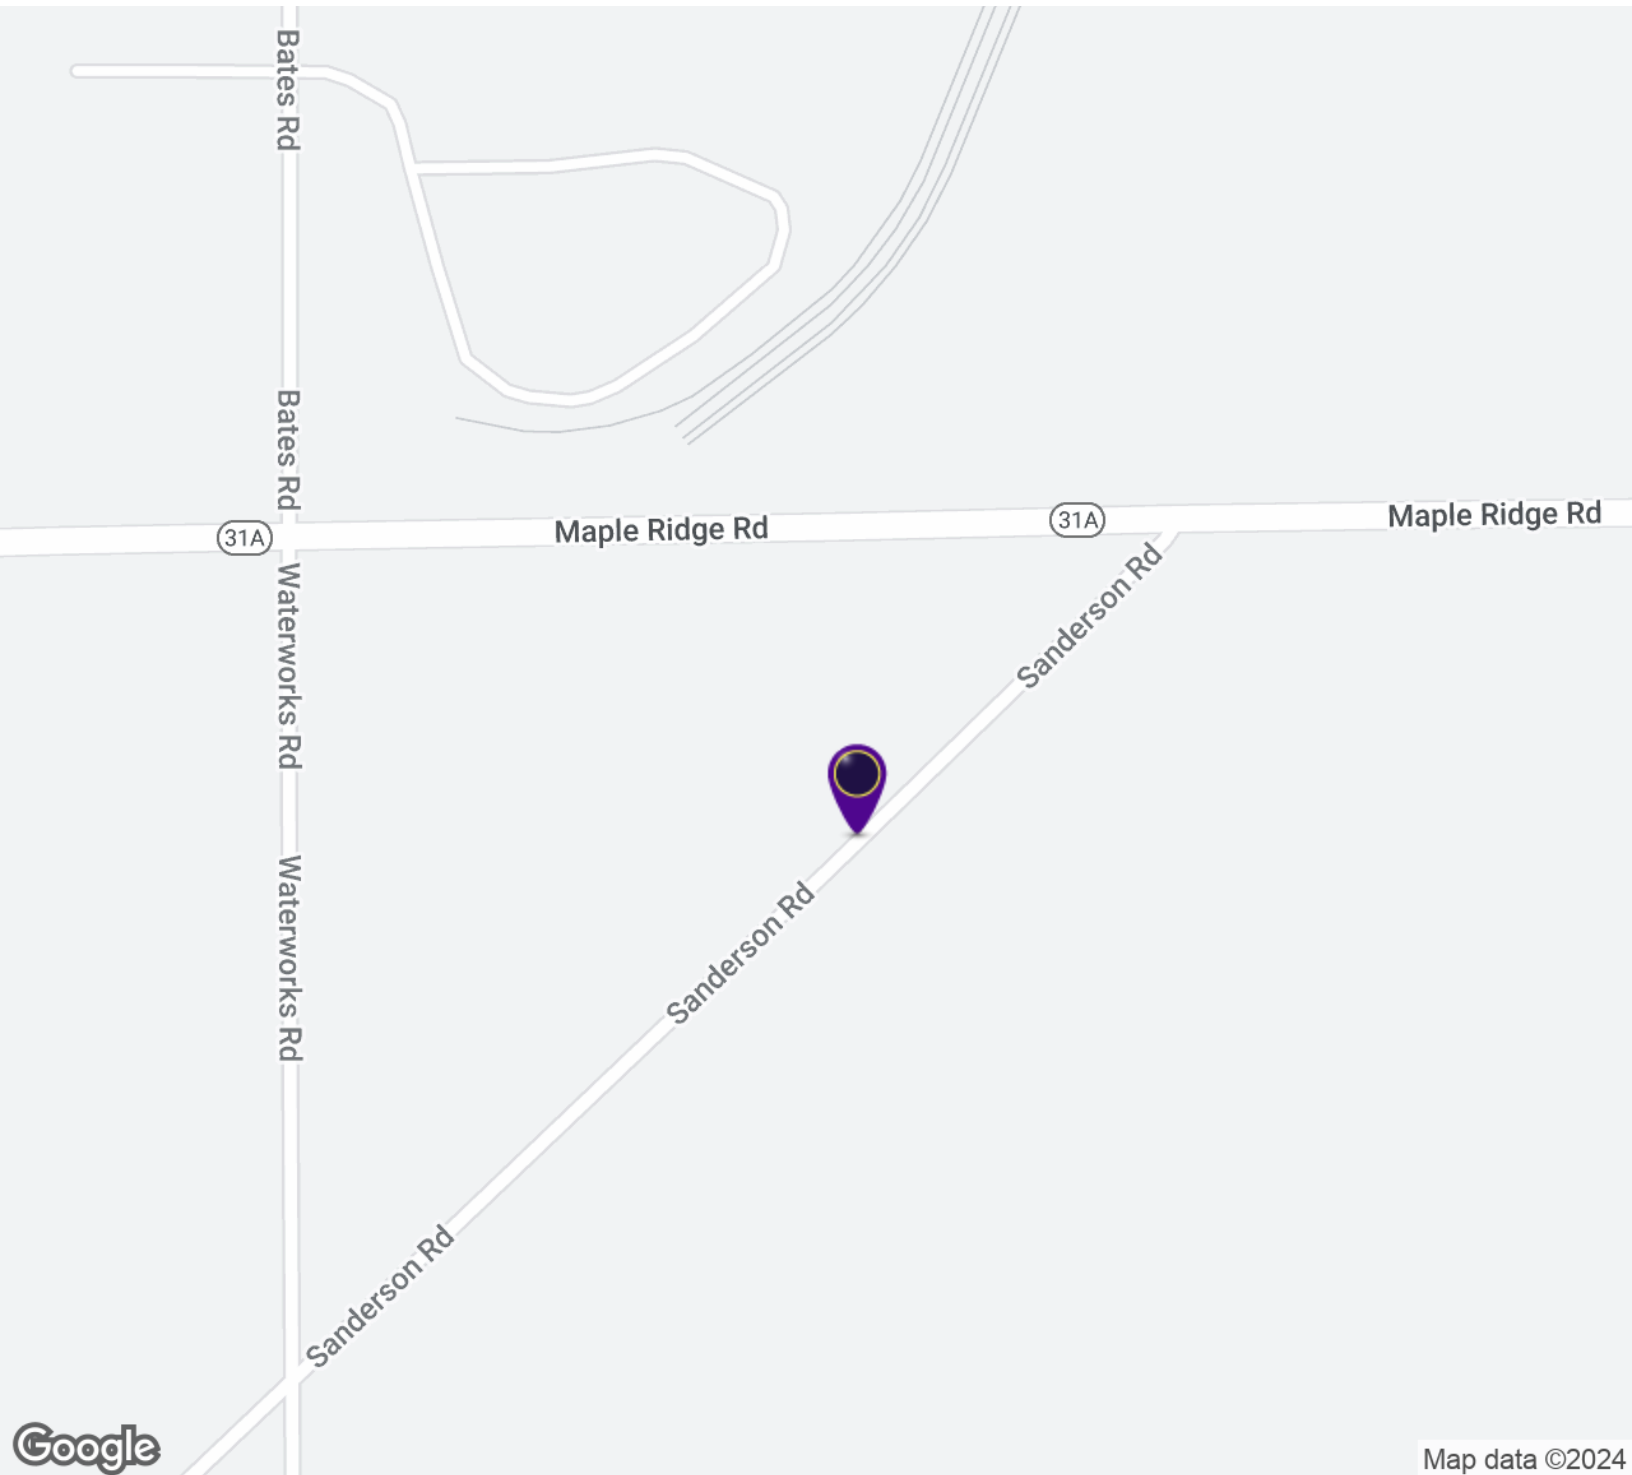 Bates Rd
Bates Rd
31A
Maple Ridge Rd
31A
Maple Ridge Rd
Waterworks Rd
Sanderson Rd
Waterworks Rd
Sanderson Rd
Sanderson Rd
Google
Map data ©2024